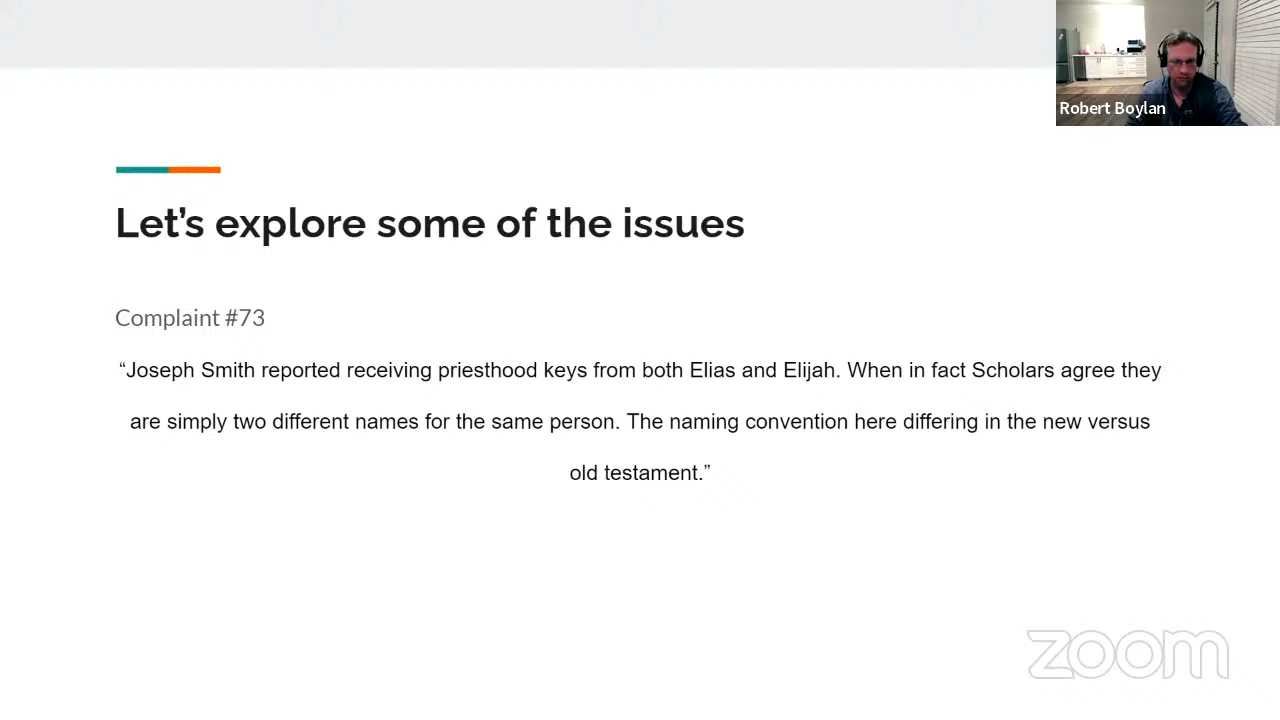 Robert Boylan
Let’s explore some of the issues
Complaint #73
“Joseph Smith reported receiving priesthood keys from both Elias and Elijah. When in fact Scholars agree they
are simply two different names for the same person. The naming convention here differing in the new versus
old testament.”
zoom